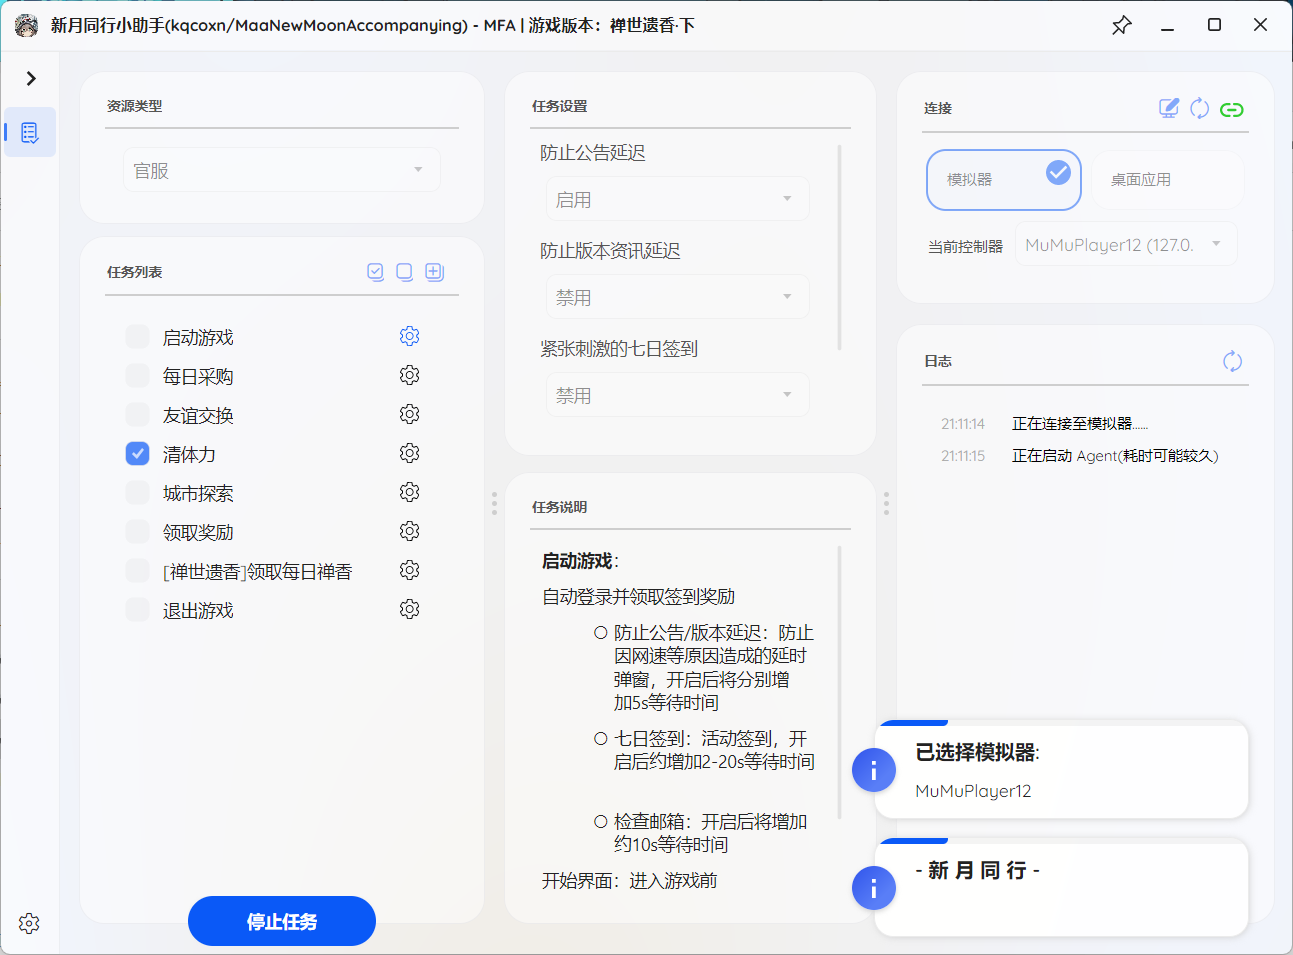 新月同行小助手(kqcoxn/MaaNewMoonAccompanying) - MFA | 游戏版本：禅世遗香·下
资源类型
官服
任务列表
启动游戏
每日采购
友谊交换
清体力
城市探索
领取奖励
[禅世遗香]领取每日禅香
退出游戏
停止任务
任务设置
防止公告延迟
启用
防止版本资讯延迟
禁用
紧张刺激的七日签到
禁用
任务说明
启动游戏：
自动登录并领取签到奖励
防止公告/版本延迟：防止
因网速等原因造成的延时
弹窗，开启后将分别增
加5s等待时间
七日签到：活动签到，开
启后约增加2-20s等待时间
检查邮箱：开启后将增加
约10s等待时间
开始界面：进入游戏前
连接
模拟器
桌面应用
当前控制器
MuMuPlayer12 (127.0.
日志
21:11:14 正在连接至模拟器......
21:11:15 正在启动 Agent(耗时可能较久)
已选择模拟器:
MuMuPlayer12
- 新 月 同 行 -